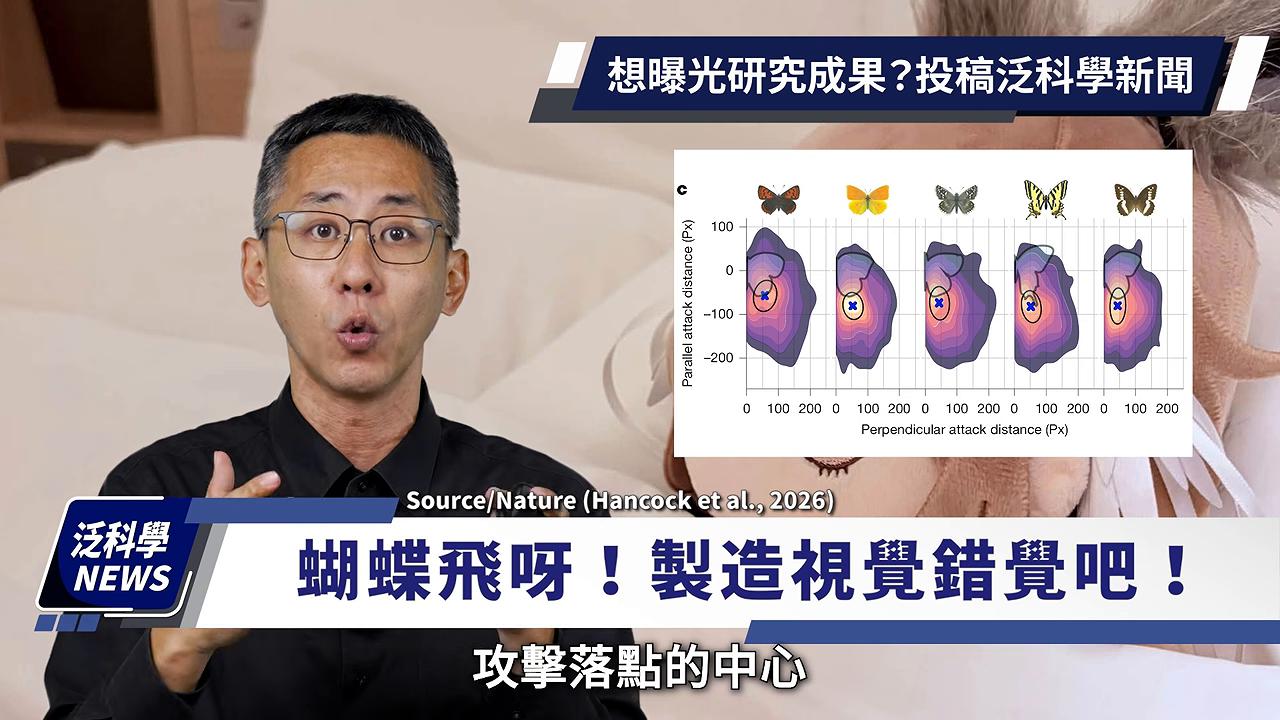 想曝光研究成果？投稿泛科學新聞
c
Parallel attack distance (Px)
100
0
–100
–200
0 100 200 0 100 200 0 100 200 0 100 200 0 100 200
Perpendicular attack distance (Px)
Source/Nature (Hancock et al., 2026)
泛科學
NEWS
蝴蝶飛呀！製造視覺錯覺吧！
攻擊落點的中心